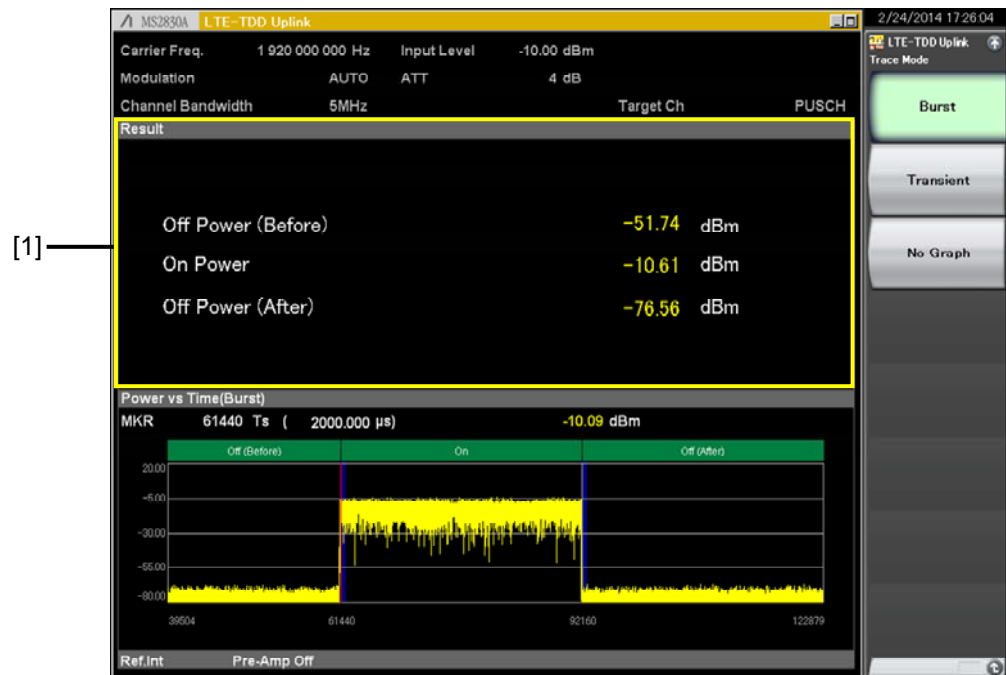 MS2830A LTE-TDD Uplink
2/24/2014 17:26:04
Carrier Freq. 1 920 000 000 Hz Input Level -10.00 dBm
Modulation AUTO ATT 4 dB
Channel Bandwidth 5MHz Target Ch PUSCH
Result
Off Power (Before) -51.74 dBm
On Power -10.61 dBm
Off Power (After) -76.56 dBm
[1]
Power vs Time(Burst)
MKR 61440 Ts ( 2000.000 µs) -10.09 dBm
Off (Before) On Off (After)
20.00
-5.00
-30.00
-55.00
-80.00
39504 61440 92160 122879
Ref.Int Pre-Amp Off
LTE-TDD Uplink
Trace Mode
Burst
Transient
No Graph